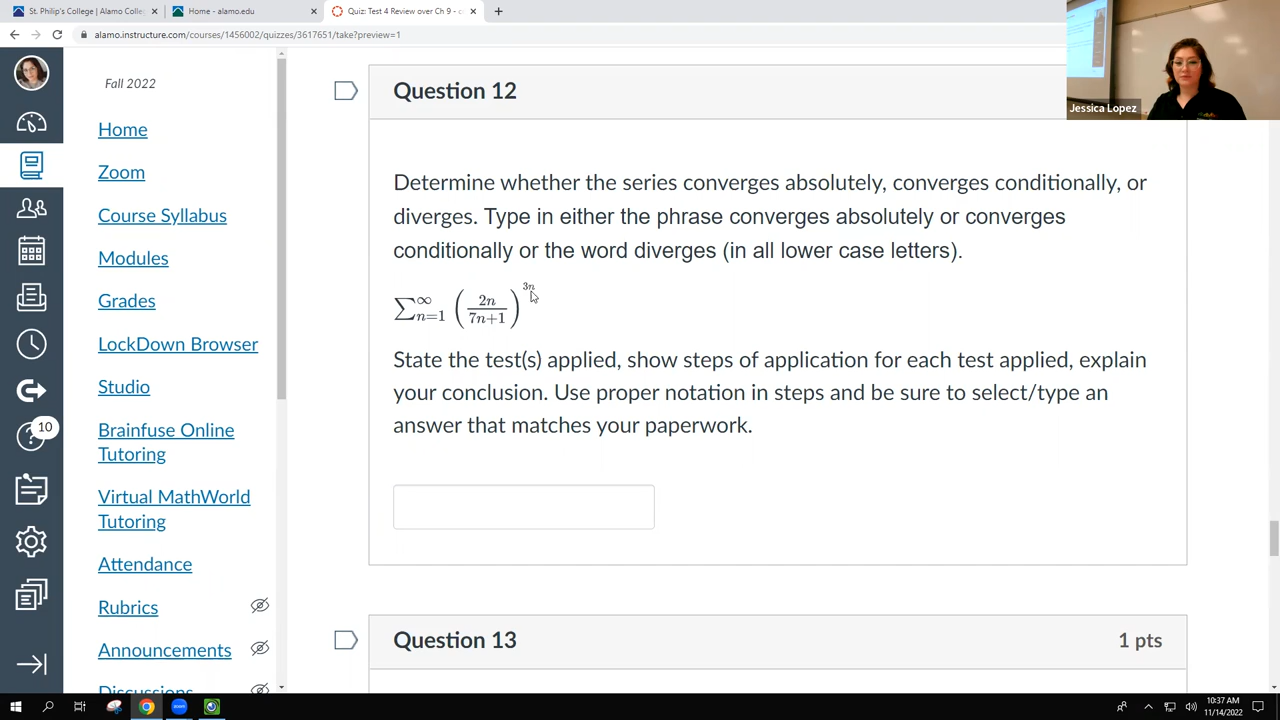 St. Philip's College | Alamo Colle
Home - alamo.edu
Quiz: Test 4 Review over Ch 9 - c
alamo.instructure.com/courses/1456002/quizzes/3617651/take?preview=1
Jessica Lopez
Fall 2022
Home
Zoom
Course Syllabus
Modules
Grades
LockDown Browser
Studio
Brainfuse Online
Tutoring
Virtual MathWorld
Tutoring
Attendance
Rubrics
Announcements
Discussions
10
Question 12
Determine whether the series converges absolutely, converges conditionally, or
diverges. Type in either the phrase converges absolutely or converges
conditionally or the word diverges (in all lower case letters).
∑_{n=1}^{∞} (2n/(7n+1))^{3n}
State the test(s) applied, show steps of application for each test applied, explain
your conclusion. Use proper notation in steps and be sure to select/type an
answer that matches your paperwork.
Question 13
1 pts
zoom
10:37 AM
11/14/2022